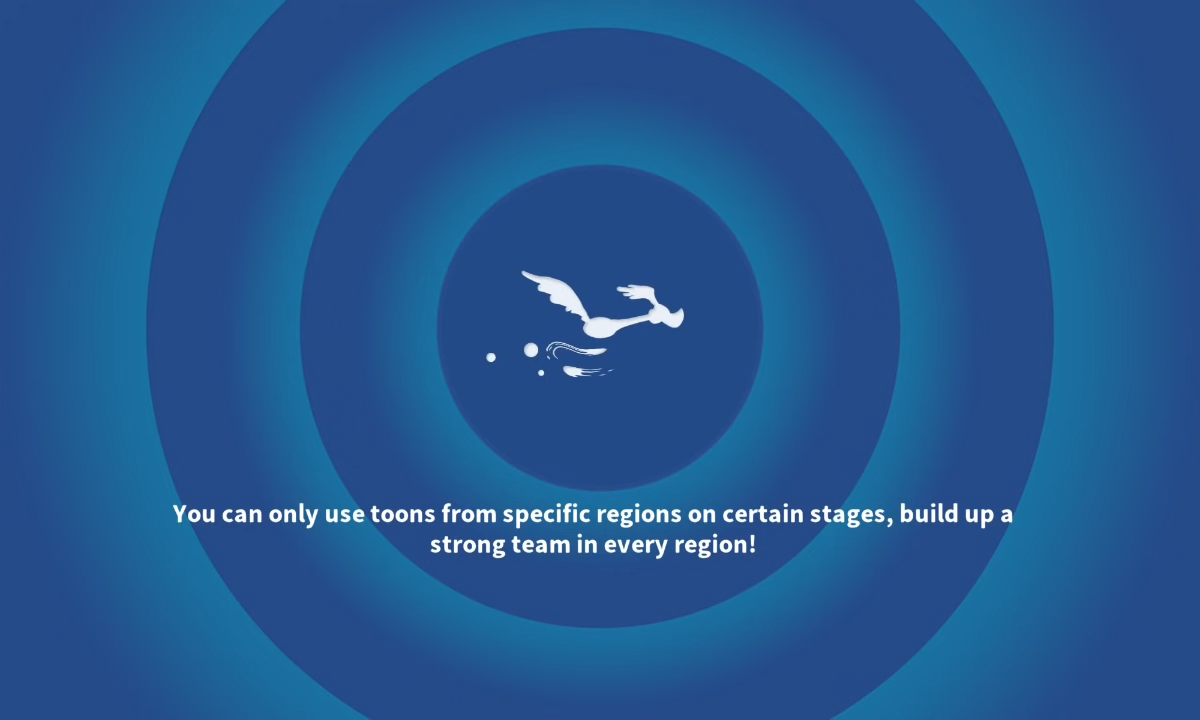 You can only use toons from specific regions on certain stages, build up a
strong team in every region!